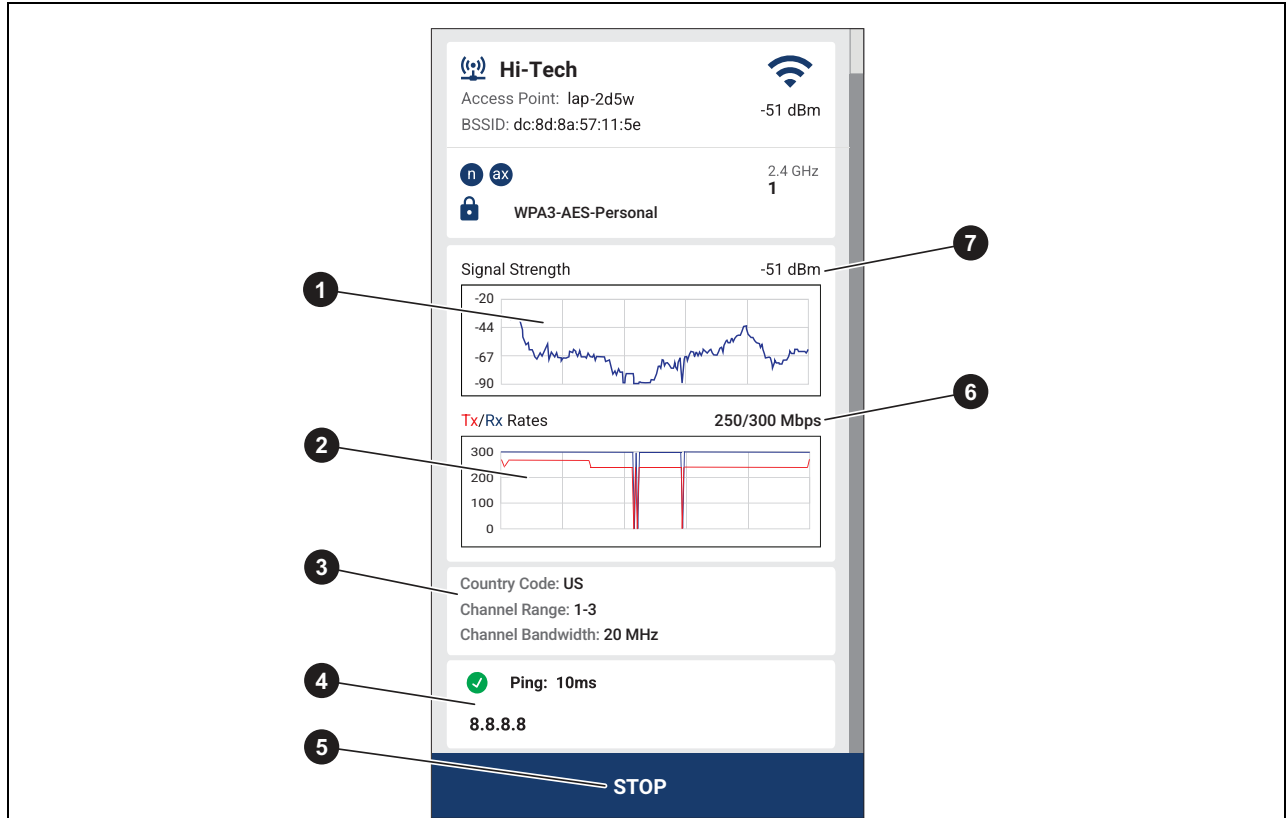 Hi-Tech
Access Point: lap-2d5w
-51 dBm
BSSID: dc:8d:8a:57:11:5e
n ax
2.4 GHz
1
WPA3-AES-Personal
7
Signal Strength
-51 dBm
1
-20
-44
-67
-90
6
Tx/Rx Rates
250/300 Mbps
2
300
200
100
0
3
Country Code: US
Channel Range: 1-3
Channel Bandwidth: 20 MHz
4
Ping: 10ms
8.8.8.8
5
STOP